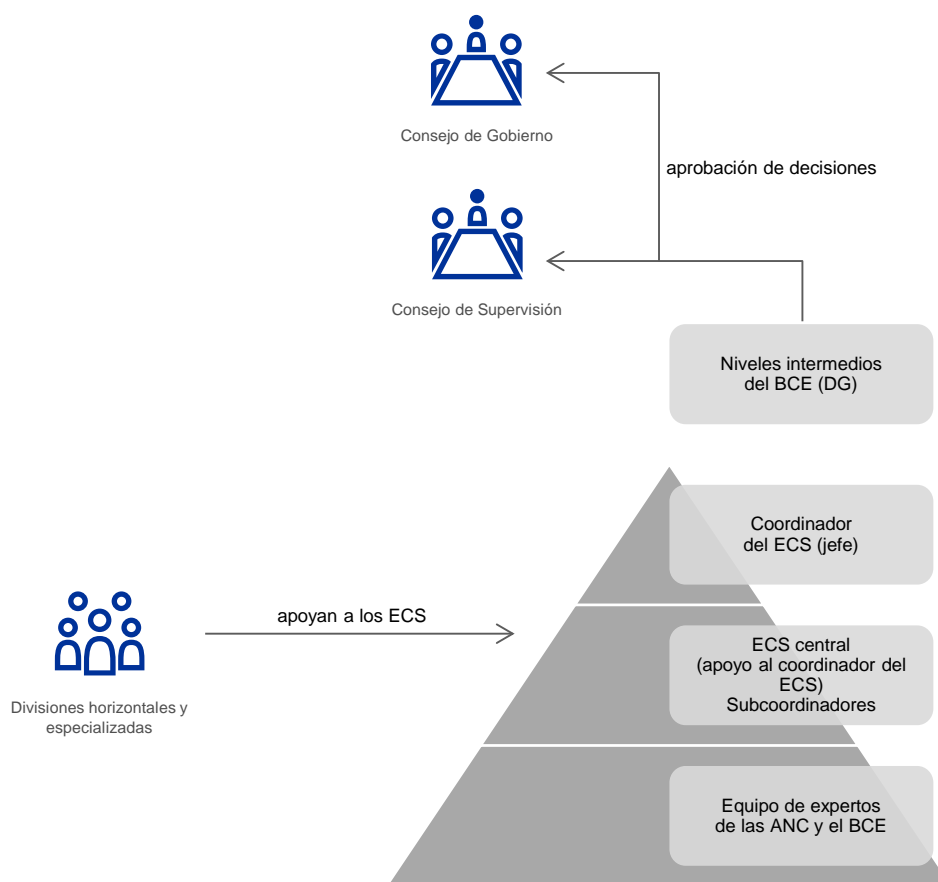 Consejo de Gobierno
aprobación de decisiones
Consejo de Supervisión
Niveles intermedios
del BCE (DG)
Coordinador
del ECS (jefe)
apoyan a los ECS
ECS central
(apoyo al coordinador del
ECS)
Subcoordinadores
Divisiones horizontales y
especializadas
Equipo de expertos
de las ANC y el BCE